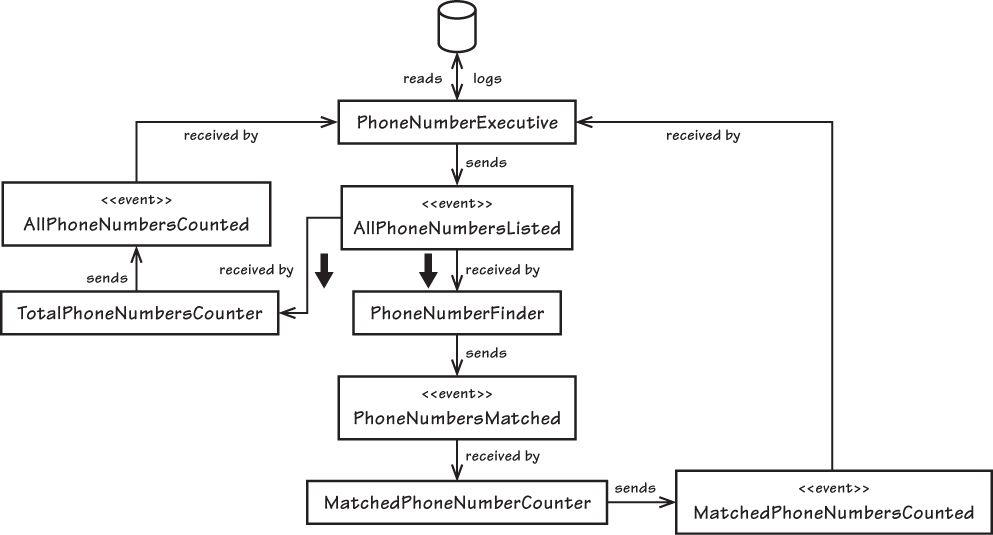 reads
logs
PhoneNumberExecutive
received by
received by
sends
<<event>>
AllPhoneNumbersCounted
<<event>>
AllPhoneNumbersListed
sends
received by
received by
TotalPhoneNumbersCounter
PhoneNumberFinder
sends
<<event>>
PhoneNumbersMatched
received by
MatchedPhoneNumberCounter
sends
<<event>>
MatchedPhoneNumbersCounted